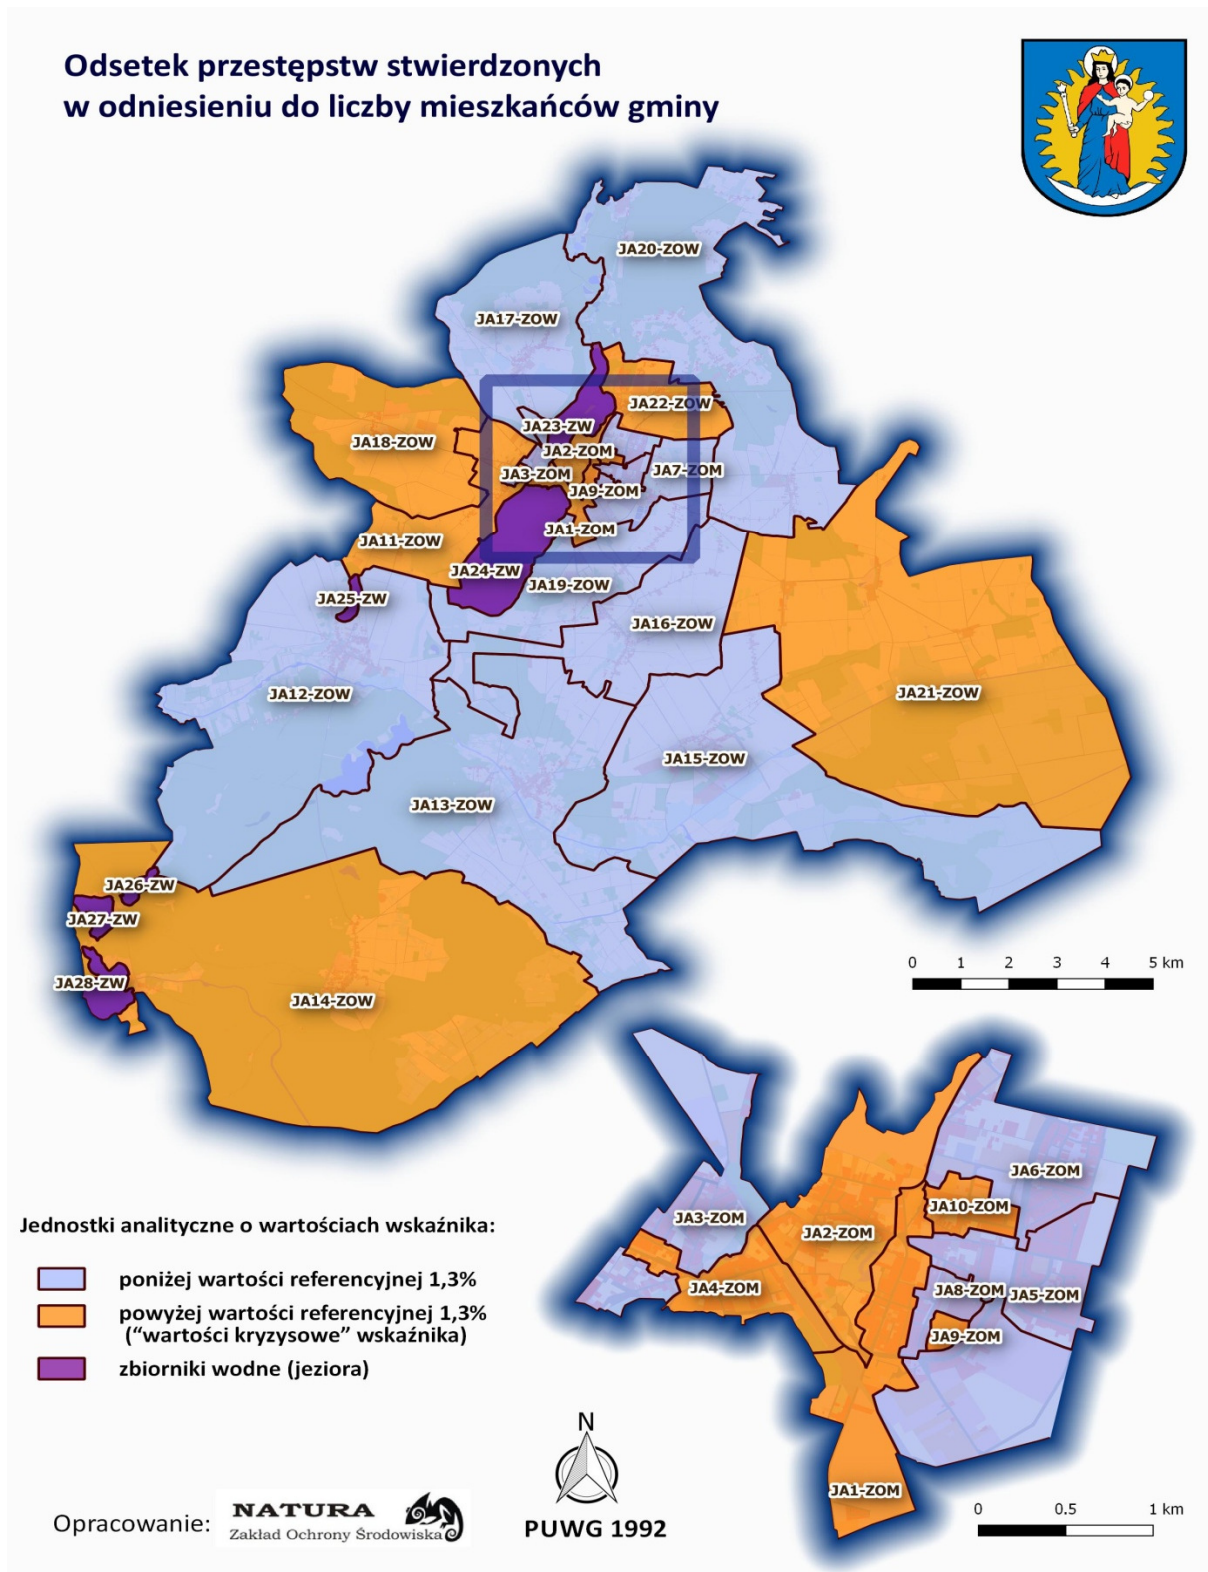 Odsetek przestępstw stwierdzonych
w odniesieniu do liczby mieszkańców gminy
JA20-ZOW
JA17-ZOW
JA22-ZOW
JA23-ZW
JA18-ZOW
JA2-ZOM
JA3-ZOM
JA7-ZOM
JA9-ZOM
JA1-ZOM
JA11-ZOW
JA24-ZW
JA19-ZOW
JA25-ZW
JA16-ZOW
JA12-ZOW
JA21-ZOW
JA15-ZOW
JA13-ZOW
JA26-ZW
JA27-ZW
JA28-ZW
JA14-ZOW
0 1 2 3 4 5 km
JA6-ZOM
JA10-ZOM
JA3-ZOM
JA2-ZOM
JA4-ZOM
JA8-ZOM
JA5-ZOM
JA9-ZOM
JA1-ZOM
Jednostki analityczne o wartościach wskaźnika:
poniżej wartości referencyjnej 1,3%
powyżej wartości referencyjnej 1,3%
(“wartości kryzysowe” wskaźnika)
zbiorniki wodne (jeziora)
N
PUWG 1992
0 0.5 1 km
Opracowanie:
NATURA
Zakład Ochrony Środowiska